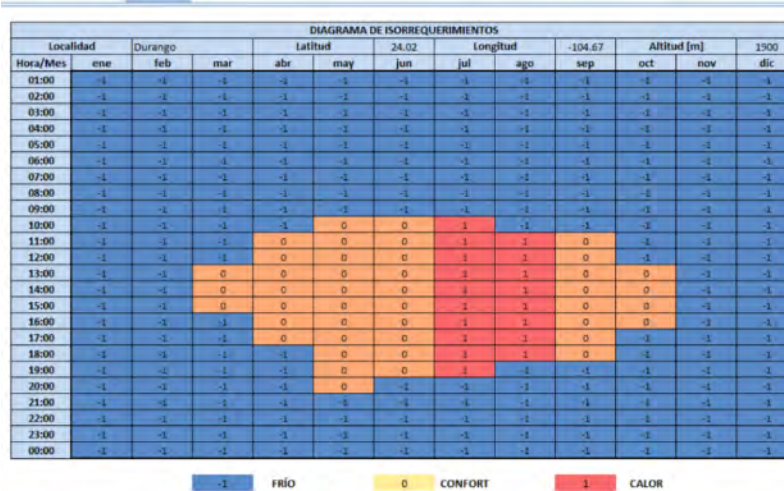 DIAGRAMA DE ISORREQUERIMIENTOS
Localidad Durango Latitud 24.02 Longitud -104.67 Altitud [m] 1900
Hora/Mes ene feb mar abr may jun jul ago sep oct nov dic
01:00 -1 -1 -1 -1 -1 -1 -1 -1 -1 -1 -1 -1
02:00 -1 -1 -1 -1 -1 -1 -1 -1 -1 -1 -1 -1
03:00 -1 -1 -1 -1 -1 -1 -1 -1 -1 -1 -1 -1
04:00 -1 -1 -1 -1 -1 -1 -1 -1 -1 -1 -1 -1
05:00 -1 -1 -1 -1 -1 -1 -1 -1 -1 -1 -1 -1
06:00 -1 -1 -1 -1 -1 -1 -1 -1 -1 -1 -1 -1
07:00 -1 -1 -1 -1 -1 -1 -1 -1 -1 -1 -1 -1
08:00 -1 -1 -1 -1 -1 -1 -1 -1 -1 -1 -1 -1
09:00 -1 -1 -1 -1 -1 -1 -1 -1 -1 -1 -1 -1
10:00 -1 -1 -1 -1 0 0 1 -1 -1 -1 -1 -1
11:00 -1 -1 -1 0 0 0 1 1 0 -1 -1 -1
12:00 -1 -1 -1 0 0 0 1 1 0 -1 -1 -1
13:00 -1 -1 0 0 0 0 1 1 0 0 -1 -1
14:00 -1 -1 0 0 0 0 1 1 0 0 -1 -1
15:00 -1 -1 0 0 0 0 1 1 0 0 -1 -1
16:00 -1 -1 -1 0 0 0 1 1 0 0 -1 -1
17:00 -1 -1 -1 0 0 0 1 1 0 -1 -1 -1
18:00 -1 -1 -1 -1 0 0 1 1 0 -1 -1 -1
19:00 -1 -1 -1 -1 0 0 1 -1 -1 -1 -1 -1
20:00 -1 -1 -1 -1 0 -1 -1 -1 -1 -1 -1 -1
21:00 -1 -1 -1 -1 -1 -1 -1 -1 -1 -1 -1 -1
22:00 -1 -1 -1 -1 -1 -1 -1 -1 -1 -1 -1 -1
23:00 -1 -1 -1 -1 -1 -1 -1 -1 -1 -1 -1 -1
00:00 -1 -1 -1 -1 -1 -1 -1 -1 -1 -1 -1 -1
-1 FRÍO 0 CONFORT 1 CALOR